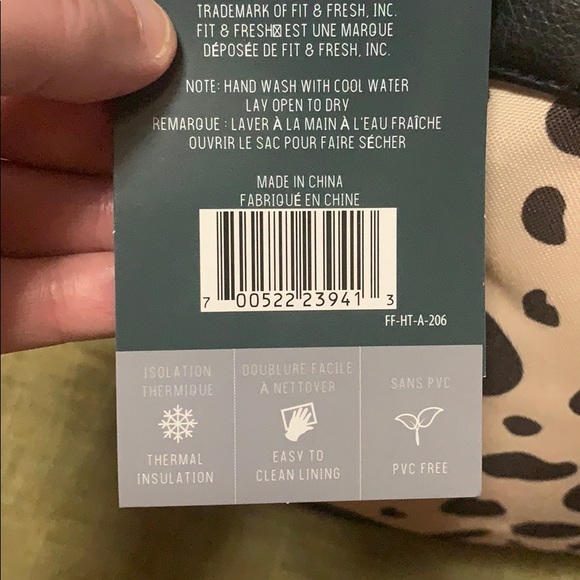 TRADEMARK OF FIT & FRESH, INC.
FIT & FRESH☒ EST UNE MARQUE
DÉPOSÉE DE FIT & FRESH, INC.
NOTE: HAND WASH WITH COOL WATER
LAY OPEN TO DRY
REMARQUE : LAVER À LA MAIN À L'EAU FRAÎCHE
OUVRIR LE SAC POUR FAIRE SÉCHER
MADE IN CHINA
FABRIQUÉ EN CHINE
7 00522 23941 3
FF-HT-A-206
ISOLATION
THERMIQUE
THERMAL
INSULATION
DOUBLURE FACILE
À NETTOYER
EASY TO
CLEAN LINING
SANS PVC
PVC FREE